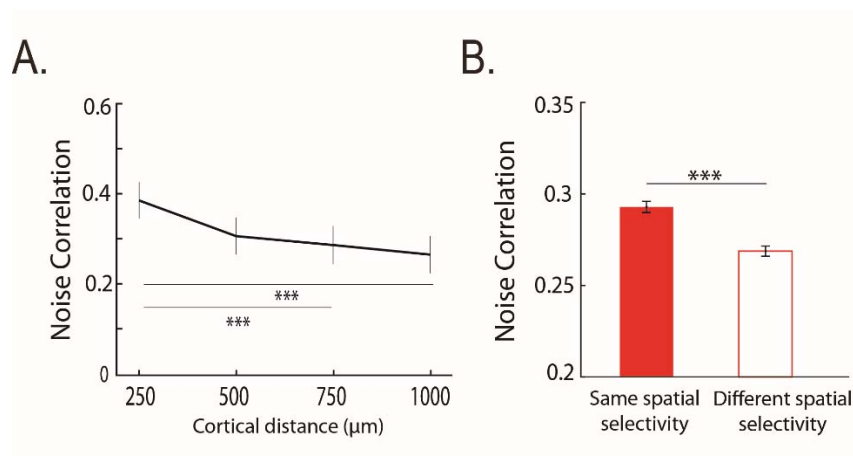 A.
Noise Correlation
0.6
0.4
0.2
0
***
***
250 500 750 1000
Cortical distance (µm)
B.
Noise Correlation
0.35
0.3
0.25
0.2
***
Same spatial
selectivity
Different spatial
selectivity